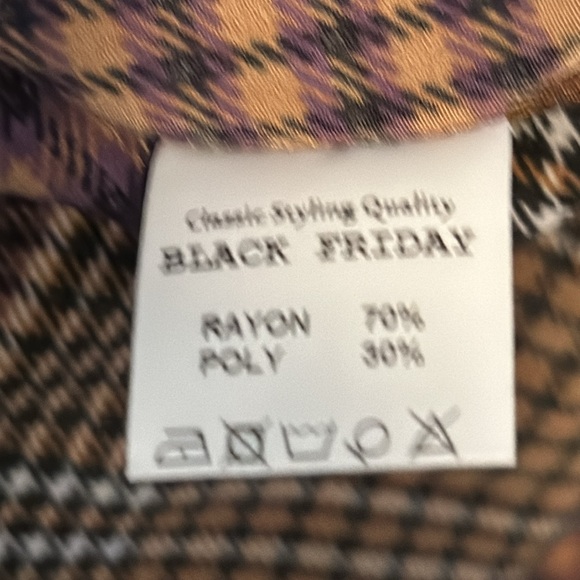 Classic Styling Quality
BLACK FRIDAY
RAYON 70%
POLY 30%